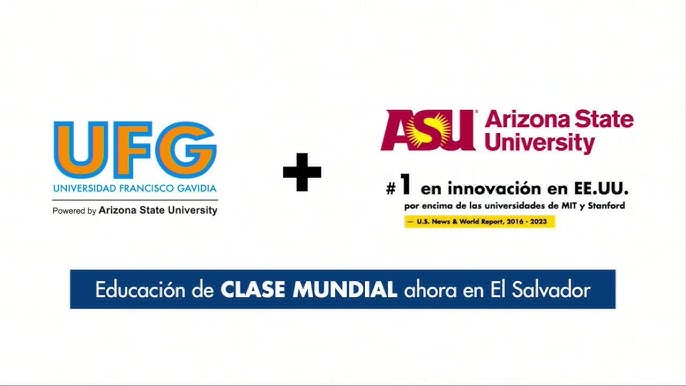 UFG
UNIVERSIDAD FRANCISCO GAVIDIA
Powered by Arizona State University
+
ASU Arizona State
University
#1 en innovación en EE.UU.
por encima de las universidades de MIT y Stanford
— U.S. News & World Report, 2016 - 2023
Educación de CLASE MUNDIAL ahora en El Salvador